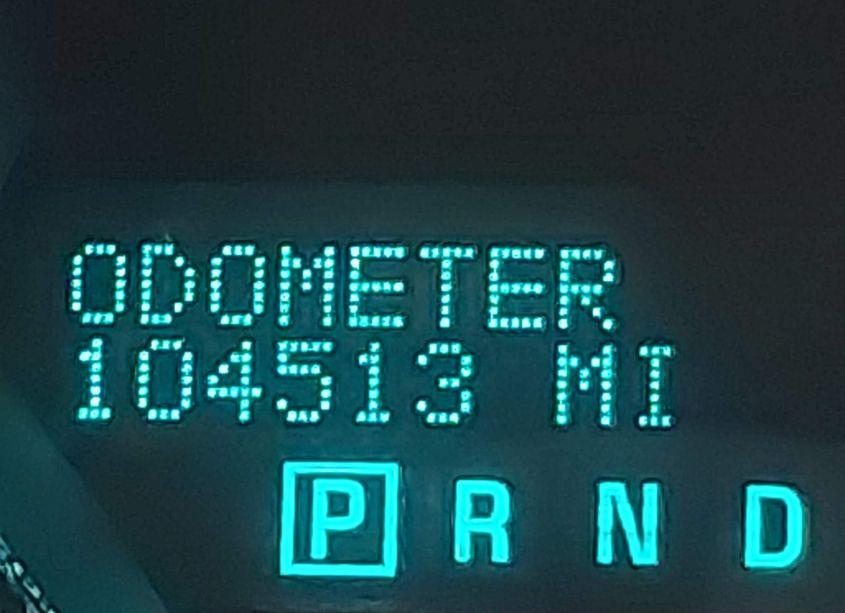 ODOMETER
104513 MI
P R N D